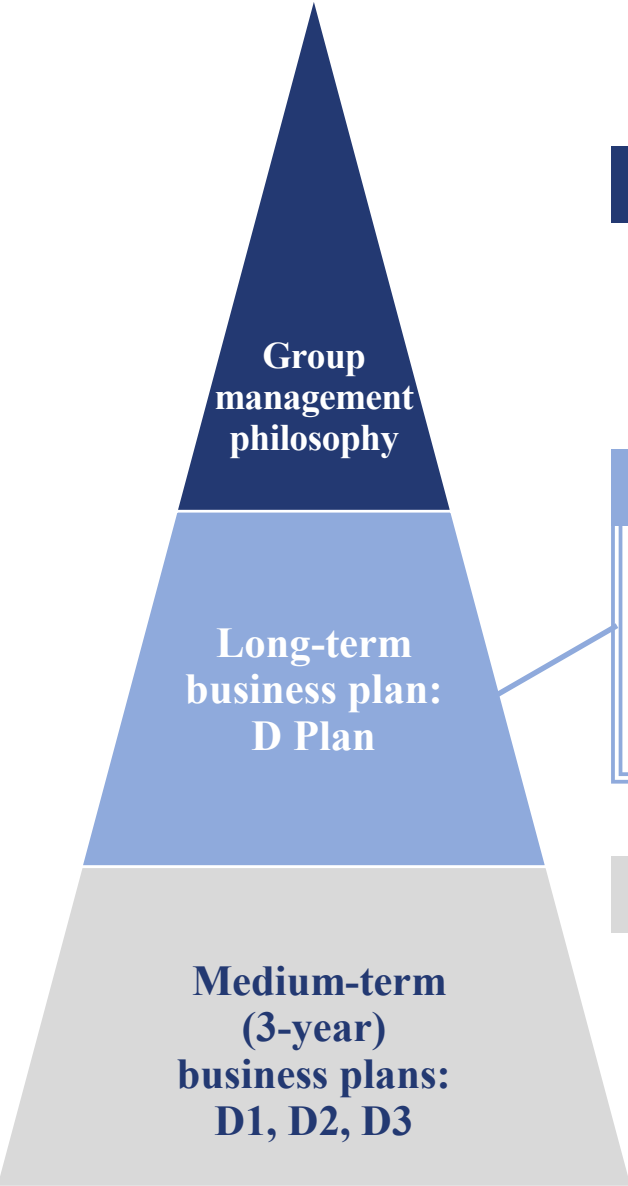 Group
management
philosophy
Long-term
business plan:
D Plan
Medium-term
(3-year)
business plans:
D1, D2, D3